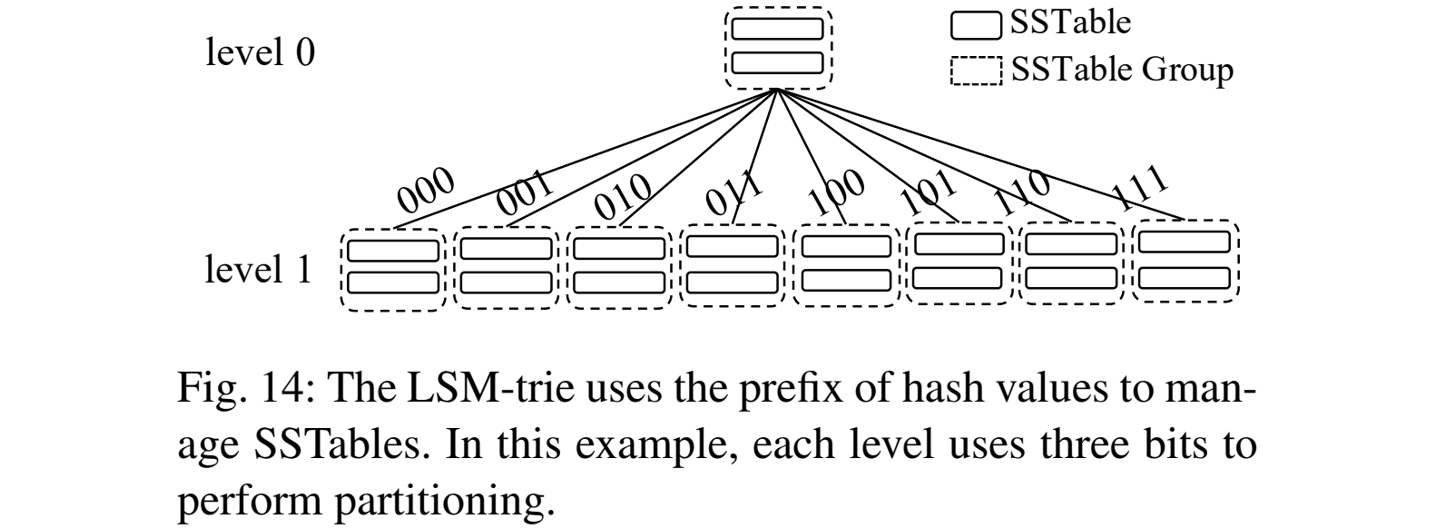 level 0
SSTable
SSTable Group
000 001 010 011 100 101 110 111
level 1
Fig. 14: The LSM-trie uses the prefix of hash values to man-
age SSTables. In this example, each level uses three bits to
perform partitioning.